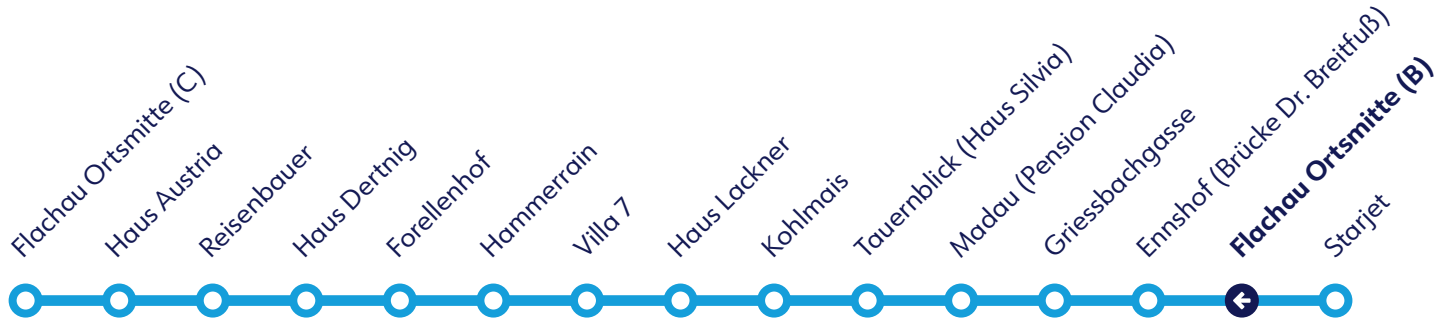 Flachau Ortsmitte (C)
Haus Austria
Reisenbauer
Haus Dertnig
Forellenhof
Hammerrain
Villa 7
Haus Lackner
Kohlmais
Tauernblick (Haus Silvia)
Madau (Pension Claudia)
Griessbachgasse
Ennshof (Brücke Dr. Breitfuß)
Flachau Ortsmitte (B)
Starjet